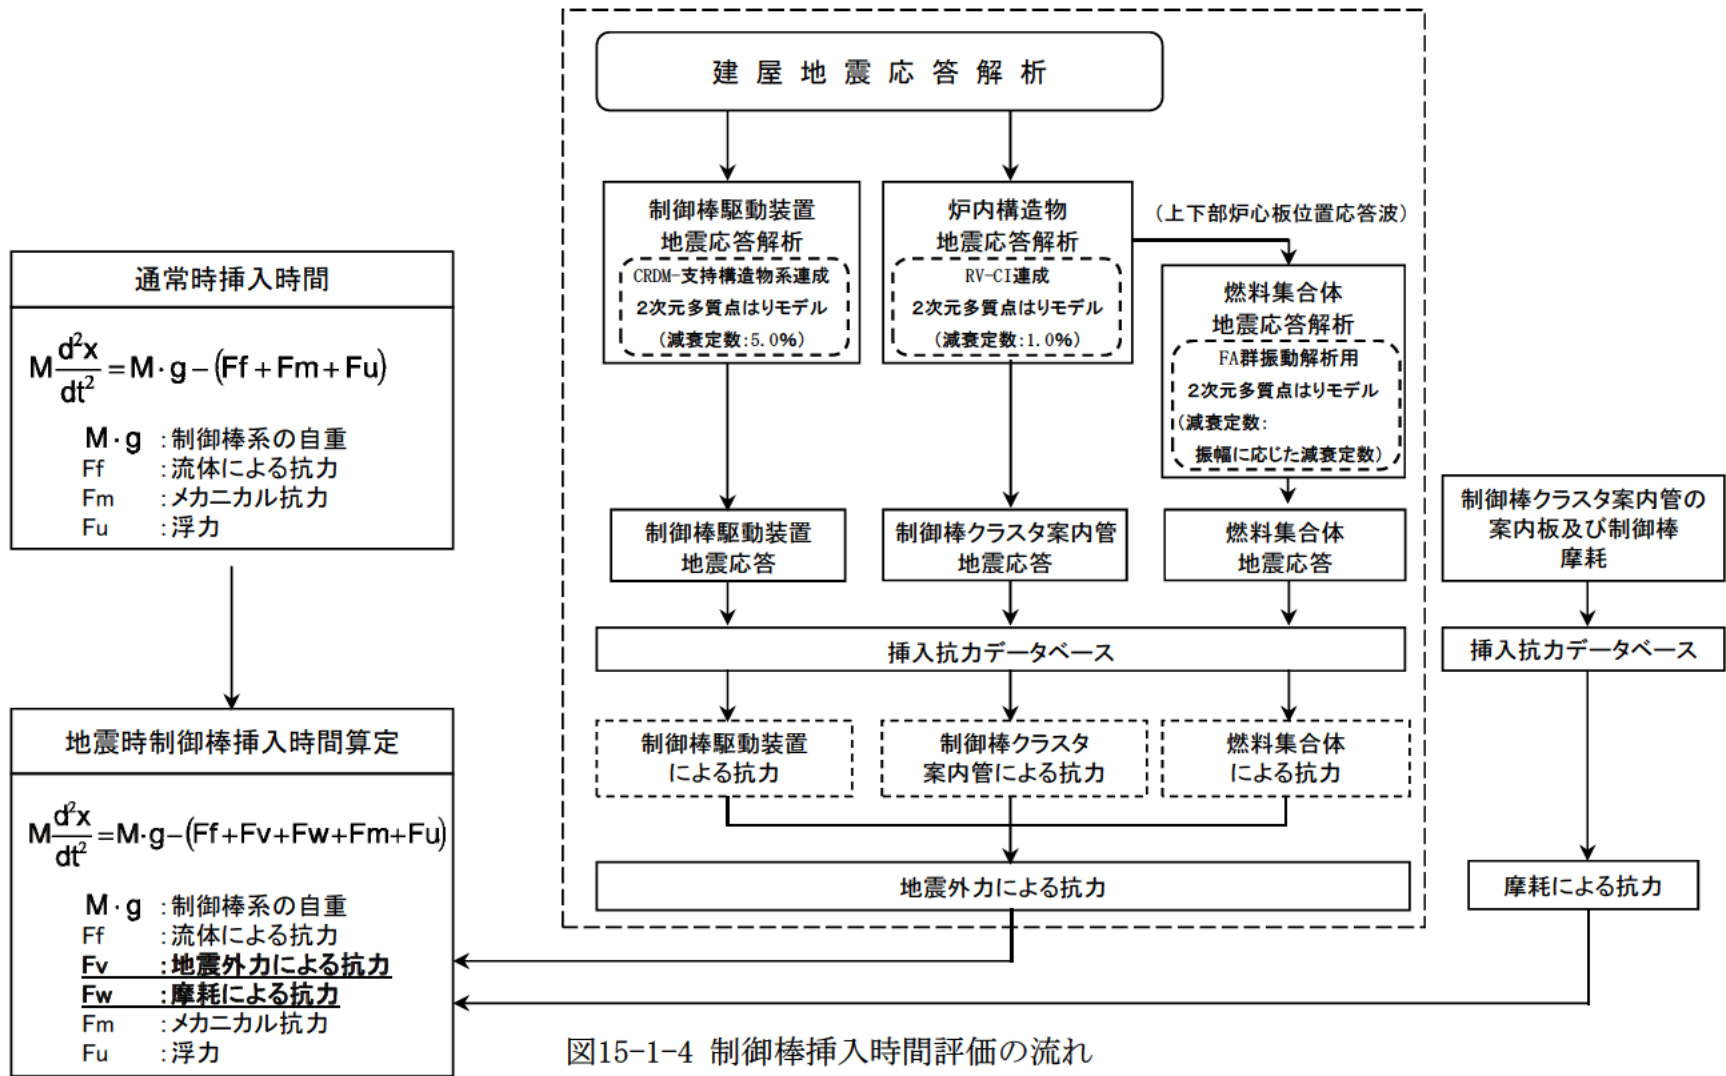 建屋地震応答解析
制御棒駆動装置
地震応答解析
CRDM-支持構造物系連成
2次元多質点はりモデル
(減衰定数:5.0%)
炉内構造物
地震応答解析
RV-CI連成
2次元多質点はりモデル
(減衰定数:1.0%)
(上下部炉心板位置応答波)
燃料集合体
地震応答解析
FA群振動解析用
2次元多質点はりモデル
(減衰定数:
振幅に応じた減衰定数)
制御棒駆動装置
地震応答
制御棒クラスタ案内管
地震応答
燃料集合体
地震応答
挿入抗力データベース
制御棒駆動装置
による抗力
制御棒クラスタ
案内管による抗力
燃料集合体
による抗力
地震外力による抗力
制御棒クラスタ案内管の
案内板及び制御棒
摩耗
挿入抗力データベース
摩耗による抗力
通常時挿入時間
M d²x/dt² = M·g − (Ff + Fm + Fu)
M·g :制御棒系の自重
Ff :流体による抗力
Fm :メカニカル抗力
Fu :浮力
地震時制御棒挿入時間算定
M d²x/dt² = M·g−(Ff+Fv+Fw+Fm+Fu)
M·g :制御棒系の自重
Ff :流体による抗力
Fv :地震外力による抗力
Fw :摩耗による抗力
Fm :メカニカル抗力
Fu :浮力
図15-1-4 制御棒挿入時間評価の流れ